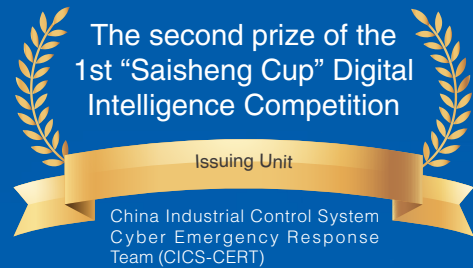 The second prize of the
1st “Saisheng Cup” Digital
Intelligence Competition
Issuing Unit
China Industrial Control System
Cyber Emergency Response
Team (CICS-CERT)